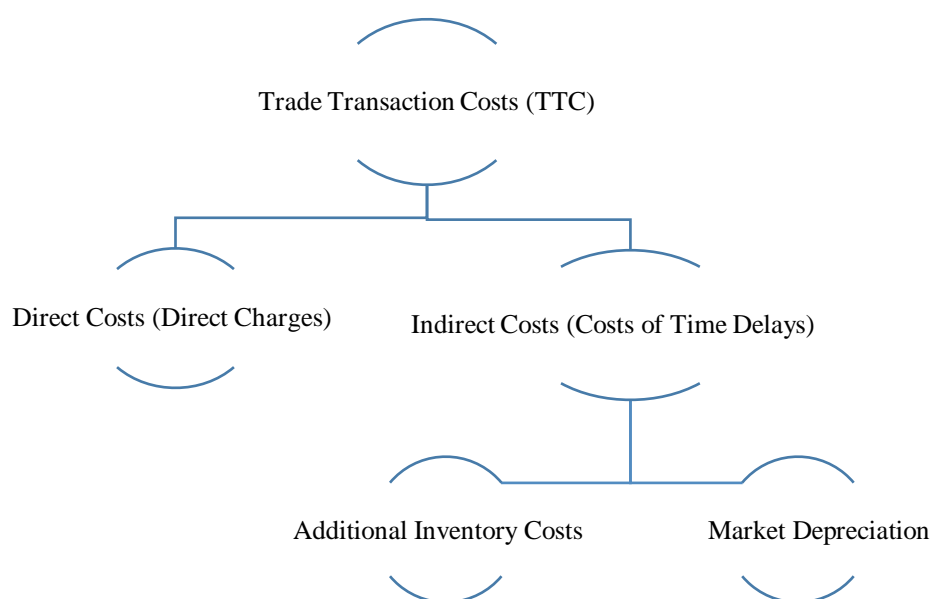 Trade Transaction Costs (TTC)
Direct Costs (Direct Charges)
Indirect Costs (Costs of Time Delays)
Additional Inventory Costs
Market Depreciation